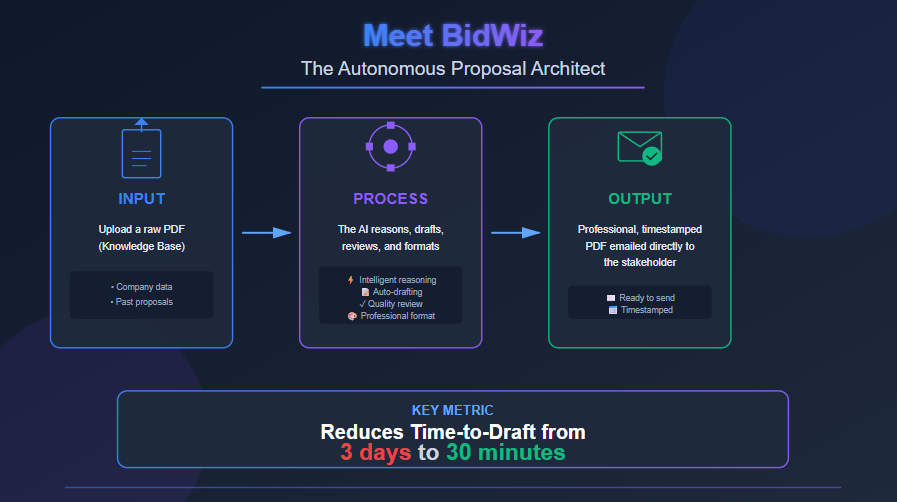 Meet BidWiz
The Autonomous Proposal Architect
INPUT
Upload a raw PDF
(Knowledge Base)
• Company data
• Past proposals
PROCESS
The AI reasons, drafts,
reviews, and formats
⚡ Intelligent reasoning
📝 Auto-drafting
✓ Quality review
🎨 Professional format
OUTPUT
Professional, timestamped
PDF emailed directly to
the stakeholder
✉️ Ready to send
📅 Timestamped
KEY METRIC
Reduces Time-to-Draft from
3 days to 30 minutes